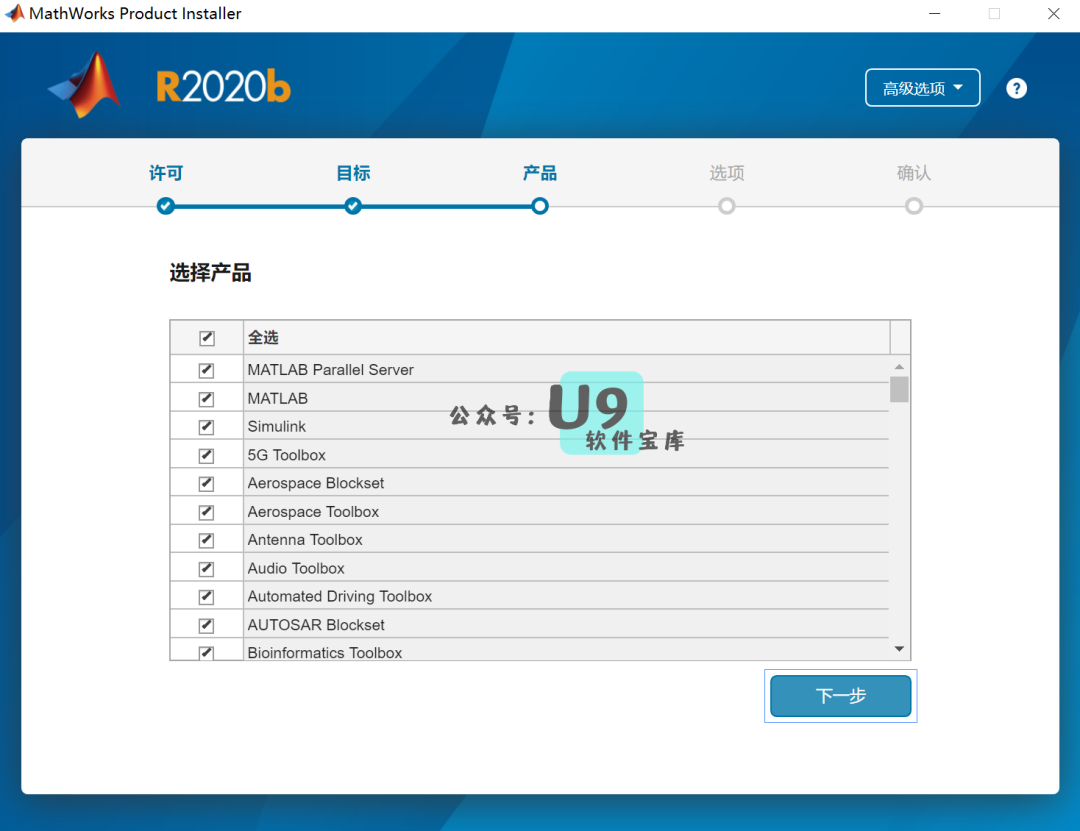 MathWorks Product Installer
R2020b
高级选项
?
许可 目标 产品 选项 确认
选择产品
全选
MATLAB Parallel Server
MATLAB
Simulink
5G Toolbox
Aerospace Blockset
Aerospace Toolbox
Antenna Toolbox
Audio Toolbox
Automated Driving Toolbox
AUTOSAR Blockset
Bioinformatics Toolbox
公众号：U9
软件宝库
下一步